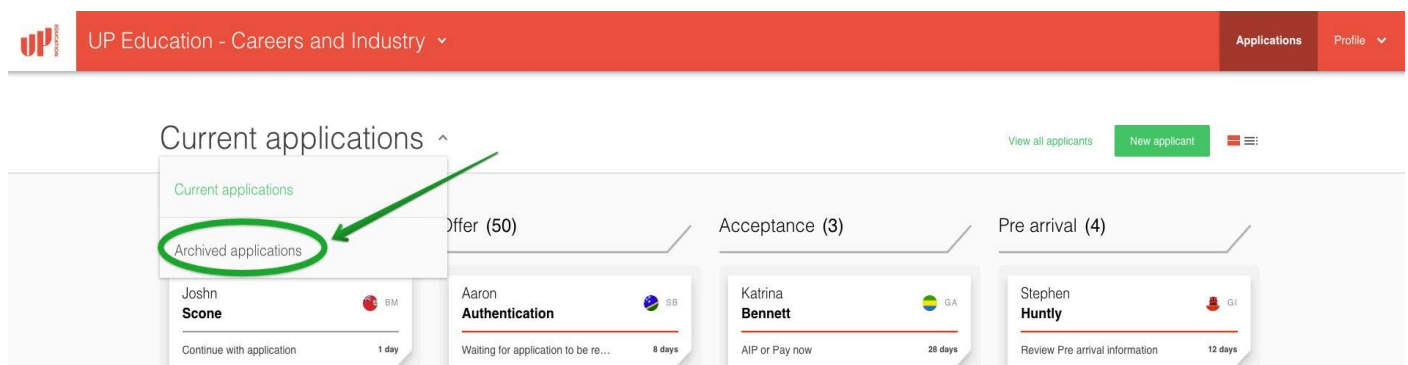 UP EDUCATION
UP Education - Careers and Industry
Applications
Profile
Current applications
View all applicants
New applicant
Current applications
Archived applications
Offer (50)
Acceptance (3)
Pre arrival (4)
Joshn
Scone
BM
Continue with application
1 day
Aaron
Authentication
SB
Waiting for application to be re...
8 days
Katrina
Bennett
GA
AIP or Pay now
28 days
Stephen
Huntly
GI
Review Pre arrival information
12 days